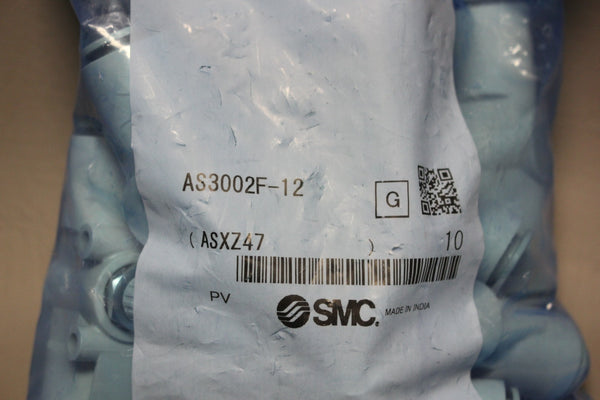 AS3002F-12
G
( ASXZ47 ) 10
PV
SMC. MADE IN INDIA